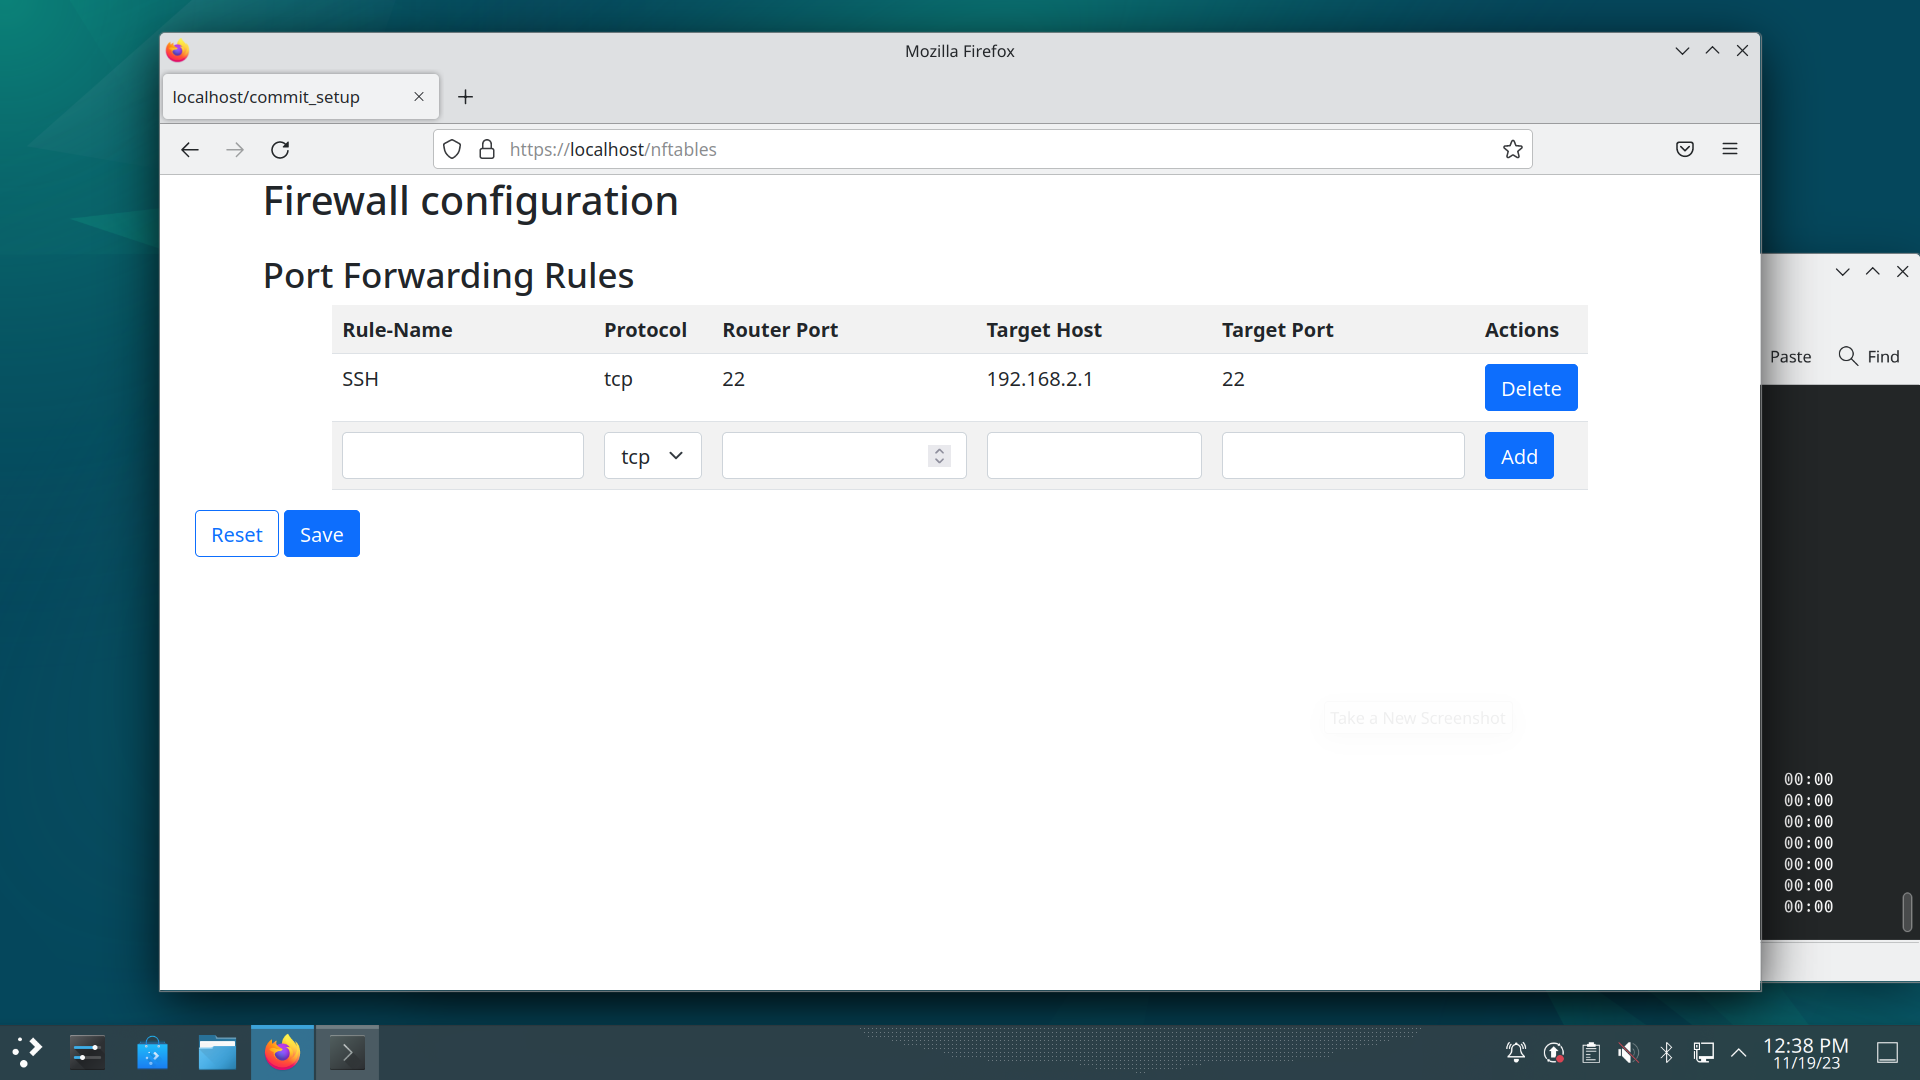 Mozilla Firefox
localhost/commit_setup
https://localhost/nftables
Firewall configuration
Port Forwarding Rules
Rule-Name Protocol Router Port Target Host Target Port Actions
SSH tcp 22 192.168.2.1 22 Delete
tcp Add
Reset Save
Take a New Screenshot
Paste Find
00:00
00:00
00:00
00:00
00:00
00:00
00:00
12:38 PM
11/19/23